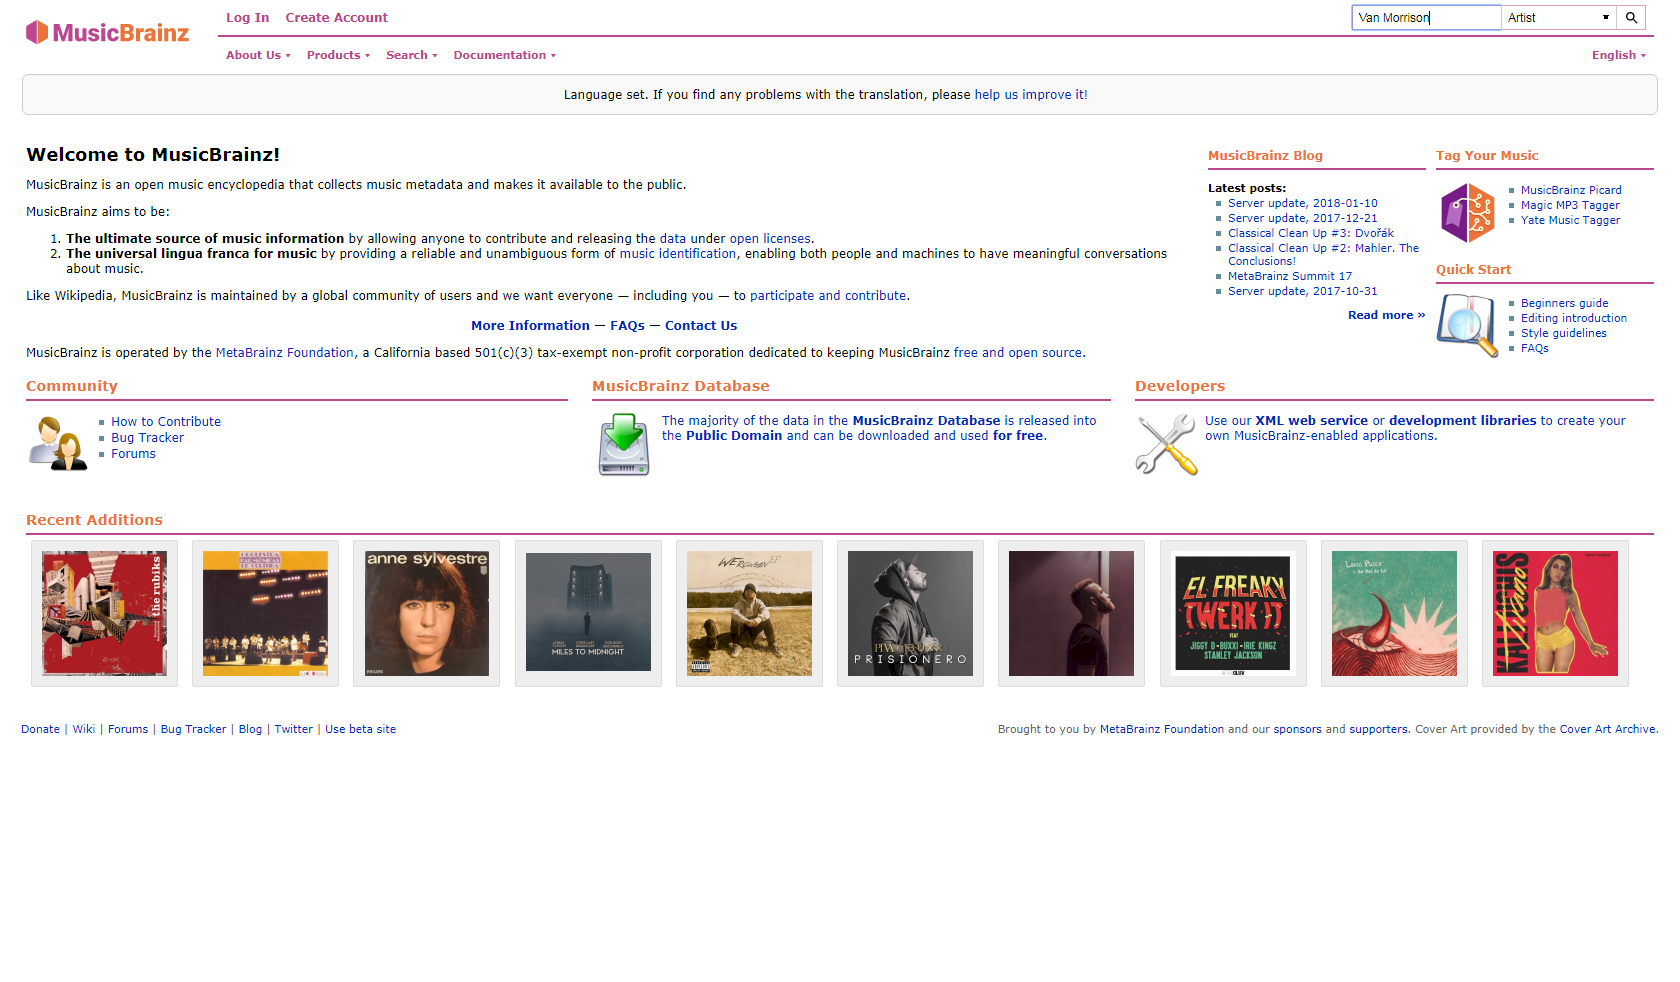 MusicBrainz
Log In Create Account
Van Morrison
Artist
About Us Products Search Documentation
English
Language set. If you find any problems with the translation, please help us improve it!
Welcome to MusicBrainz!
MusicBrainz is an open music encyclopedia that collects music metadata and makes it available to the public.
MusicBrainz aims to be:
1. The ultimate source of music information by allowing anyone to contribute and releasing the data under open licenses.
2. The universal lingua franca for music by providing a reliable and unambiguous form of music identification, enabling both people and machines to have meaningful conversations
about music.
Like Wikipedia, MusicBrainz is maintained by a global community of users and we want everyone — including you — to participate and contribute.
More Information — FAQs — Contact Us
MusicBrainz is operated by the MetaBrainz Foundation, a California based 501(c)(3) tax-exempt non-profit corporation dedicated to keeping MusicBrainz free and open source.
MusicBrainz Blog
Latest posts:
Server update, 2018-01-10
Server update, 2017-12-21
Classical Clean Up #3: Dvořák
Classical Clean Up #2: Mahler. The
Conclusions!
MetaBrainz Summit 17
Server update, 2017-10-31
Read more »
Tag Your Music
MusicBrainz Picard
Magic MP3 Tagger
Yate Music Tagger
Quick Start
Beginners guide
Editing introduction
Style guidelines
FAQs
Community
How to Contribute
Bug Tracker
Forums
MusicBrainz Database
The majority of the data in the MusicBrainz Database is released into
the Public Domain and can be downloaded and used for free.
Developers
Use our XML web service or development libraries to create your
own MusicBrainz-enabled applications.
Recent Additions
the rubiks
anne sylvestre
PHILIPS
MILES TO MIDNIGHT
WE ROWIAN EP
PRISIONERO
EL FREAKY
TWERK IT
FEAT
JIGGY D - BUXXI - IRIE KINGZ
STANLEY JACKSON
KALI UCHIS
Donate | Wiki | Forums | Bug Tracker | Blog | Twitter | Use beta site
Brought to you by MetaBrainz Foundation and our sponsors and supporters. Cover Art provided by the Cover Art Archive.